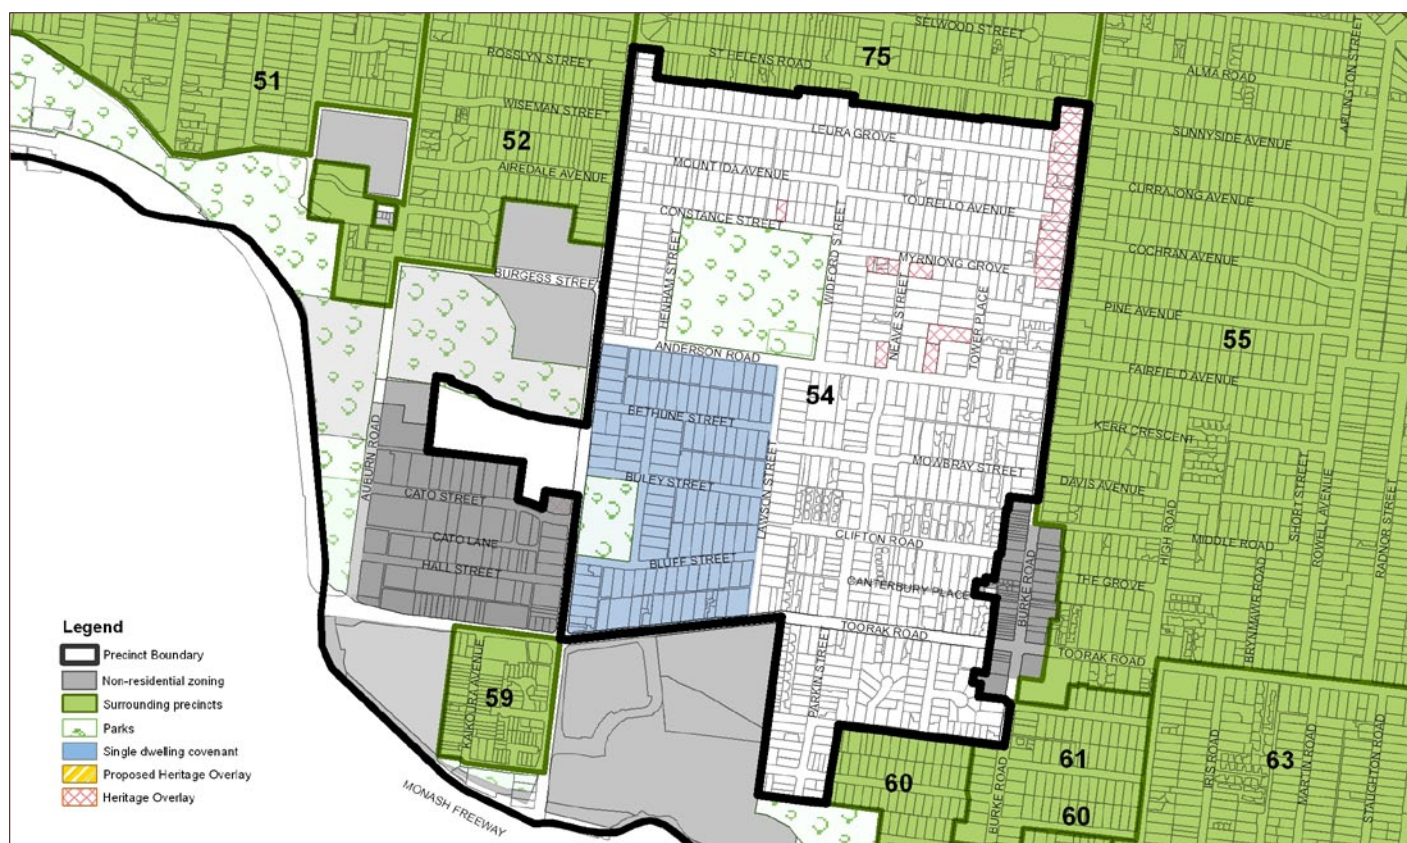 SELWOOD STREET
ST HELENS ROAD
75
ROSSLYN STREET
51
ALMA ROAD
ARLINGTON STREET
WISEMAN STREET
52
LEURA GROVE
SUNNYSIDE AVENUE
AIREDALE AVENUE
MOUNT IDA AVENUE
CURRAJONG AVENUE
TOURELLO AVENUE
CONSTANCE STREET
WIDFORD STREET
COCHRAN AVENUE
HENHAM STREET
MYRNIONG GROVE
BURGESS STREET
NEAVE STREET
TOWER PLACE
PINE AVENUE
55
ANDERSON ROAD
FAIRFIELD AVENUE
54
BETHUNE STREET
KERR CRESCENT
AUBURN ROAD
LAWSON STREET
MOWBRAY STREET
BULEY STREET
DAVIS AVENUE
CATO STREET
HIGH ROAD
SHORT STREET
ROWELL AVENUE
RADNOR STREET
CATO LANE
CLIFTON ROAD
MIDDLE ROAD
HALL STREET
BLUFF STREET
CANTERBURY PLACE
BURKE ROAD
THE GROVE
BRYNMAWR ROAD
TOORAK ROAD
TOORAK ROAD
Legend
Precinct Boundary
Non-residential zoning
Surrounding precincts
Parks
Single dwelling covenant
Proposed Heritage Overlay
Heritage Overlay
KAIKOURA AVENUE
59
PARKIN STREET
MONASH FREEWAY
60
BURKE ROAD
61
60
63
IRIS ROAD
MARTIN ROAD
STAUGHTON ROAD